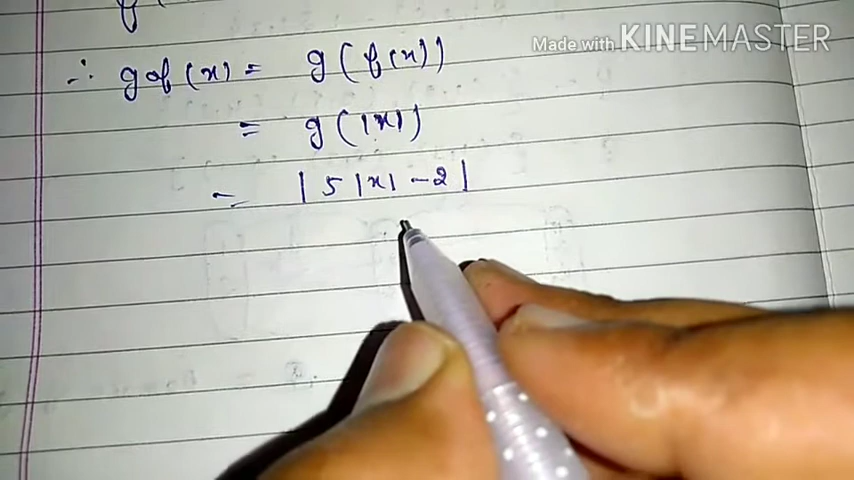 Made with KINEMASTER
∴ gof(x) = g(f(x))
= g(|x|)
= |5|x| - 2|